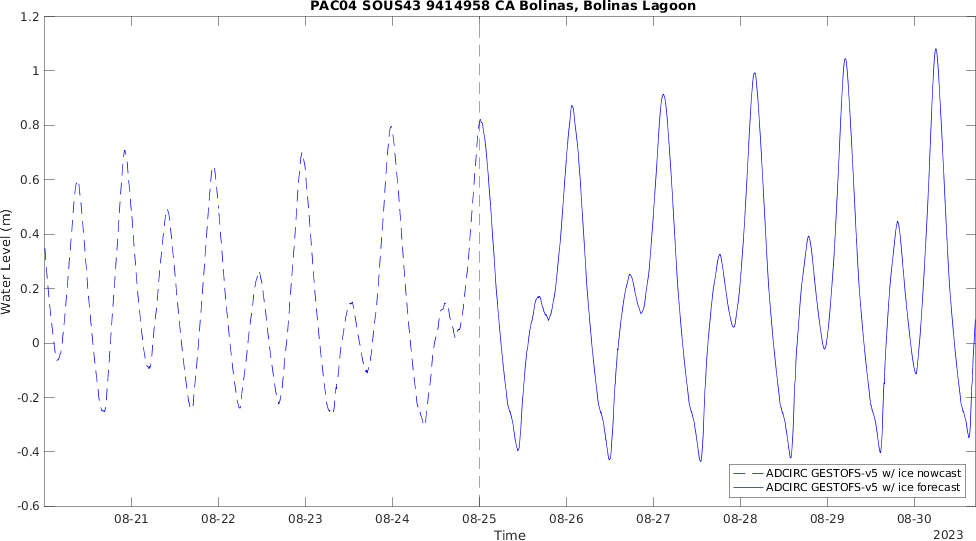 PAC04 SOUS43 9414958 CA Bolinas, Bolinas Lagoon
1.2
1
0.8
0.6
0.4
0.2
0
-0.2
-0.4
-0.6
Water Level (m)
08-21 08-22 08-23 08-24 08-25 08-26 08-27 08-28 08-29 08-30
Time
2023
ADCIRC GESTOFS-v5 w/ ice nowcast
ADCIRC GESTOFS-v5 w/ ice forecast